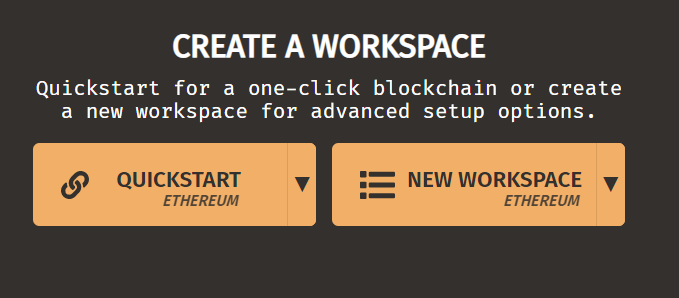 CREATE A WORKSPACE
Quickstart for a one-click blockchain or create
a new workspace for advanced setup options.
QUICKSTART
ETHEREUM
NEW WORKSPACE
ETHEREUM